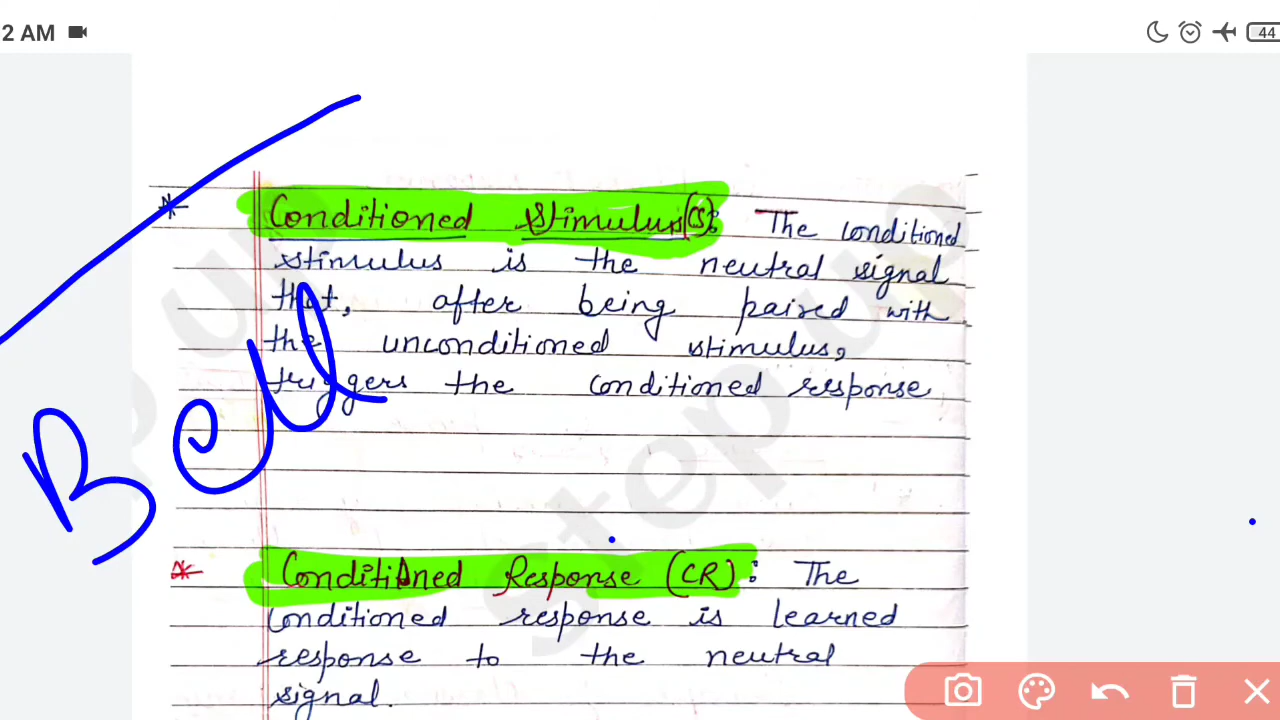 2 AM
44
* Conditioned Stimulus (CS): The conditioned
stimulus is the neutral signal
that, after being paired with
the unconditioned stimulus,
triggers the conditioned response
Bell
* Conditioned Response (CR): The
conditioned response is learned
response to the neutral
signal.
step up